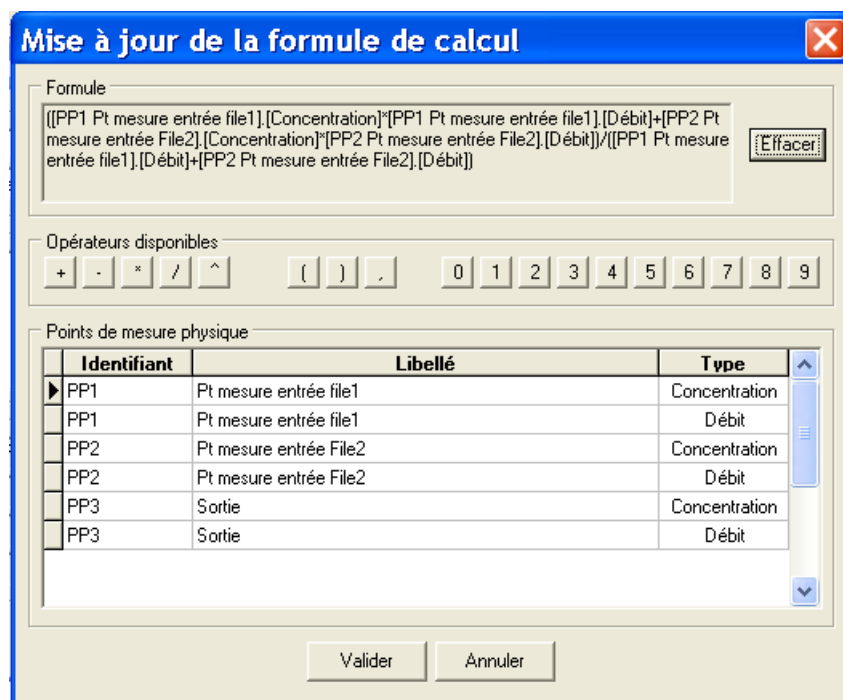 Mise à jour de la formule de calcul
Formule
([PP1 Pt mesure entrée file1].[Concentration]*[PP1 Pt mesure entrée file1].[Débit]+[PP2 Pt
mesure entrée File2].[Concentration]*[PP2 Pt mesure entrée File2].[Débit])/([PP1 Pt mesure
entrée file1].[Débit]+[PP2 Pt mesure entrée File2].[Débit])
Effacer
Opérateurs disponibles
+ - * / ^ ( ) , 0 1 2 3 4 5 6 7 8 9
Points de mesure physique
Identifiant Libellé Type
PP1 Pt mesure entrée file1 Concentration
PP1 Pt mesure entrée file1 Débit
PP2 Pt mesure entrée File2 Concentration
PP2 Pt mesure entrée File2 Débit
PP3 Sortie Concentration
PP3 Sortie Débit
Valider Annuler